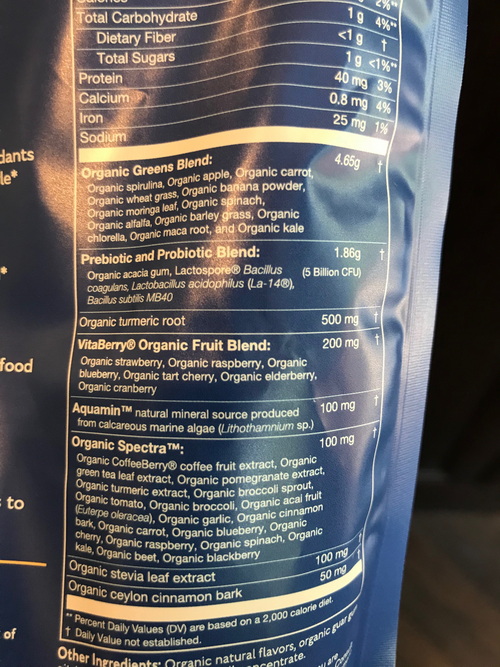 Total Carbohydrate 2%**
Dietary Fiber 1 g 4%**
Total Sugars <1 g †
Protein 1 g <1%**
Calcium 40 mg 3%
Iron 0.8 mg 4%
Sodium 25 mg 1%
Organic Greens Blend: 4.65g †
Organic spirulina, Organic apple, Organic carrot,
Organic wheat grass, Organic banana powder,
Organic moringa leaf, Organic spinach,
Organic alfalfa, Organic barley grass, Organic
chlorella, Organic maca root, and Organic kale
Prebiotic and Probiotic Blend: 1.86g †
Organic acacia gum, Lactospore® Bacillus (5 Billion CFU)
coagulans, Lactobacillus acidophilus (La-14®),
Bacillus subtilis MB40
Organic turmeric root 500 mg †
VitaBerry® Organic Fruit Blend: 200 mg †
Organic strawberry, Organic raspberry, Organic
blueberry, Organic tart cherry, Organic elderberry,
Organic cranberry
Aquamin™ natural mineral source produced 100 mg †
from calcareous marine algae (Lithothamnium sp.)
Organic Spectra™: 100 mg †
Organic CoffeeBerry® coffee fruit extract, Organic
green tea leaf extract, Organic pomegranate extract,
Organic turmeric extract, Organic broccoli sprout,
Organic tomato, Organic broccoli, Organic acai fruit
(Euterpe oleracea), Organic garlic, Organic cinnamon
bark, Organic carrot, Organic blueberry, Organic
cherry, Organic raspberry, Organic spinach, Organic
kale, Organic beet, Organic blackberry
Organic stevia leaf extract 100 mg †
Organic ceylon cinnamon bark 50 mg †
** Percent Daily Values (DV) are based on a 2,000 calorie diet.
† Daily Value not established.
Other Ingredients: Organic natural flavors, organic guar
dants
le*
*
food
to
of